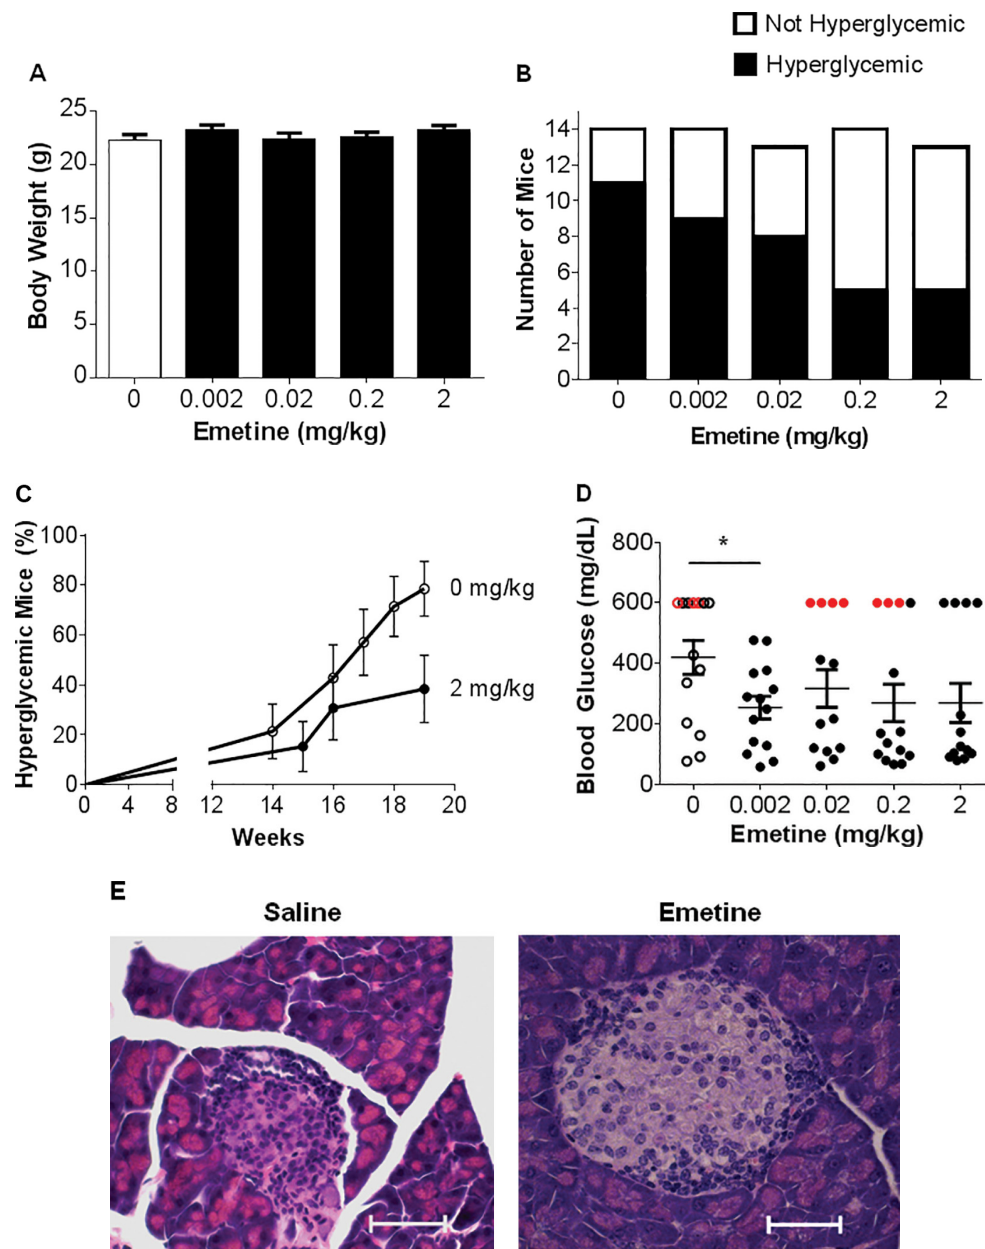 Not Hyperglycemic
Hyperglycemic
A
25
20
15
10
5
0
Body Weight (g)
0 0.002 0.02 0.2 2
Emetine (mg/kg)
B
14
12
10
8
6
4
2
0
Number of Mice
0 0.002 0.02 0.2 2
Emetine (mg/kg)
C
100
80
60
40
20
0
Hyperglycemic Mice (%)
0 mg/kg
2 mg/kg
0 4 8 12 14 16 18 20
Weeks
D
*
800
600
400
200
0
Blood Glucose (mg/dL)
0 0.002 0.02 0.2 2
Emetine (mg/kg)
E
Saline
Emetine